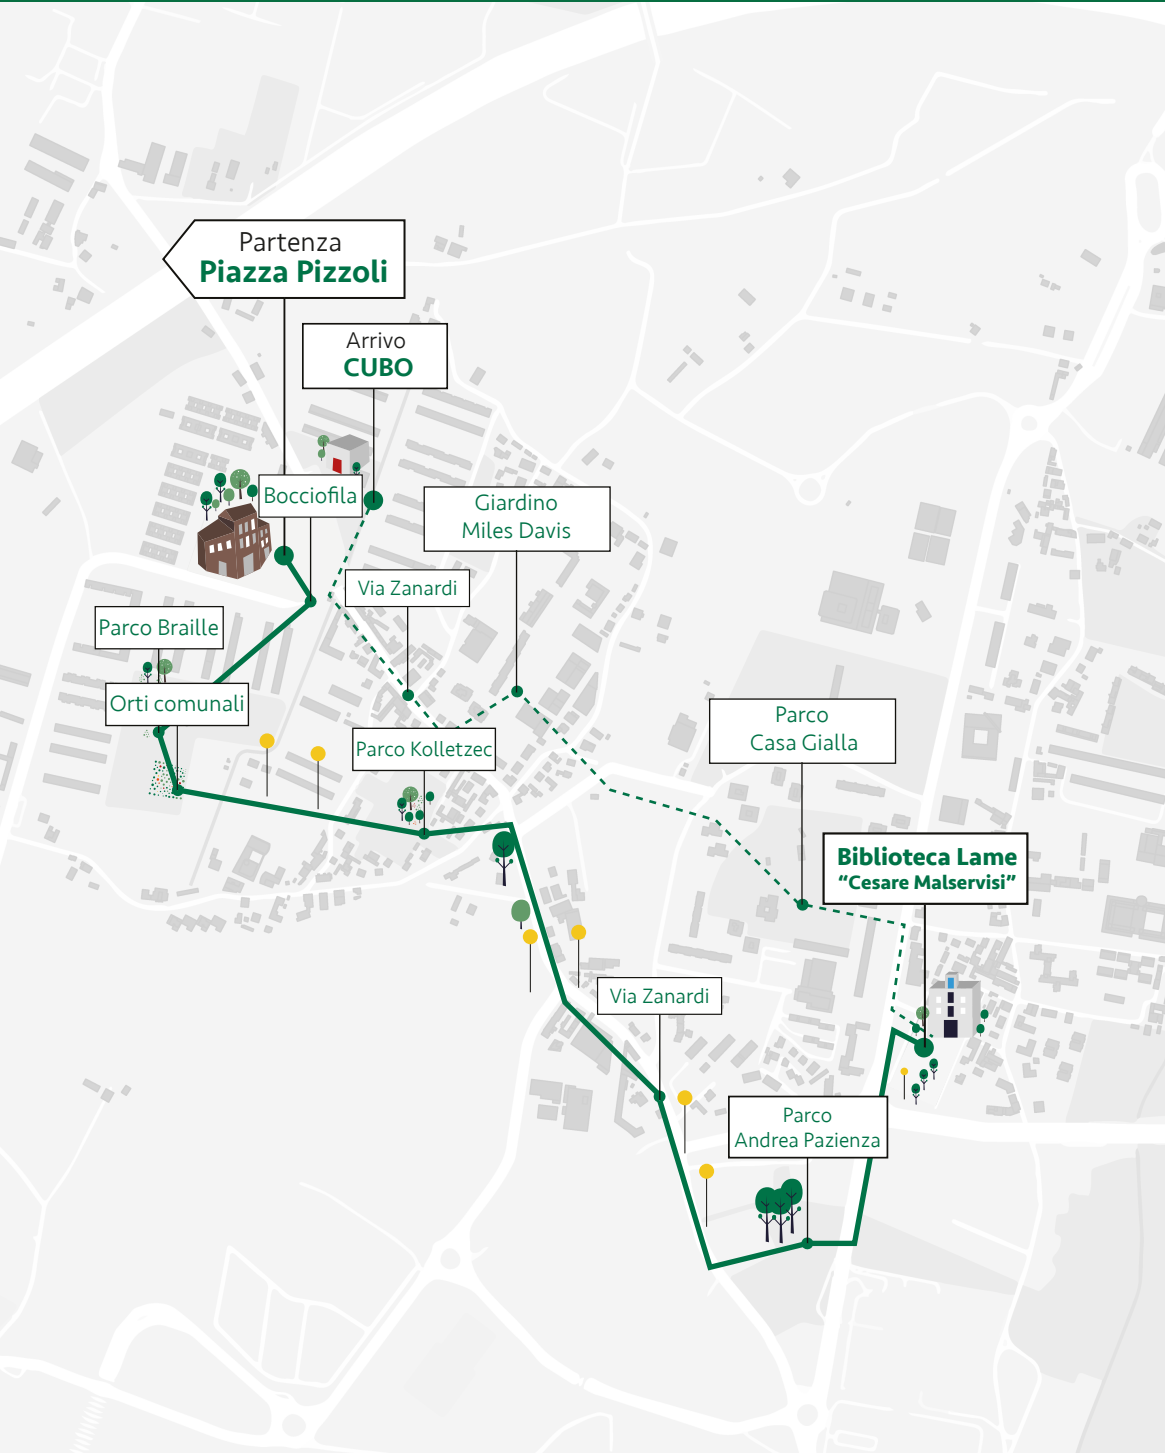 Partenza
Piazza Pizzoli
Arrivo
CUBO
Bocciofila
Giardino
Miles Davis
Via Zanardi
Parco Braille
Orti comunali
Parco Kolletzec
Parco
Casa Gialla
Biblioteca Lame
“Cesare Malservisi”
Via Zanardi
Parco
Andrea Pazienza